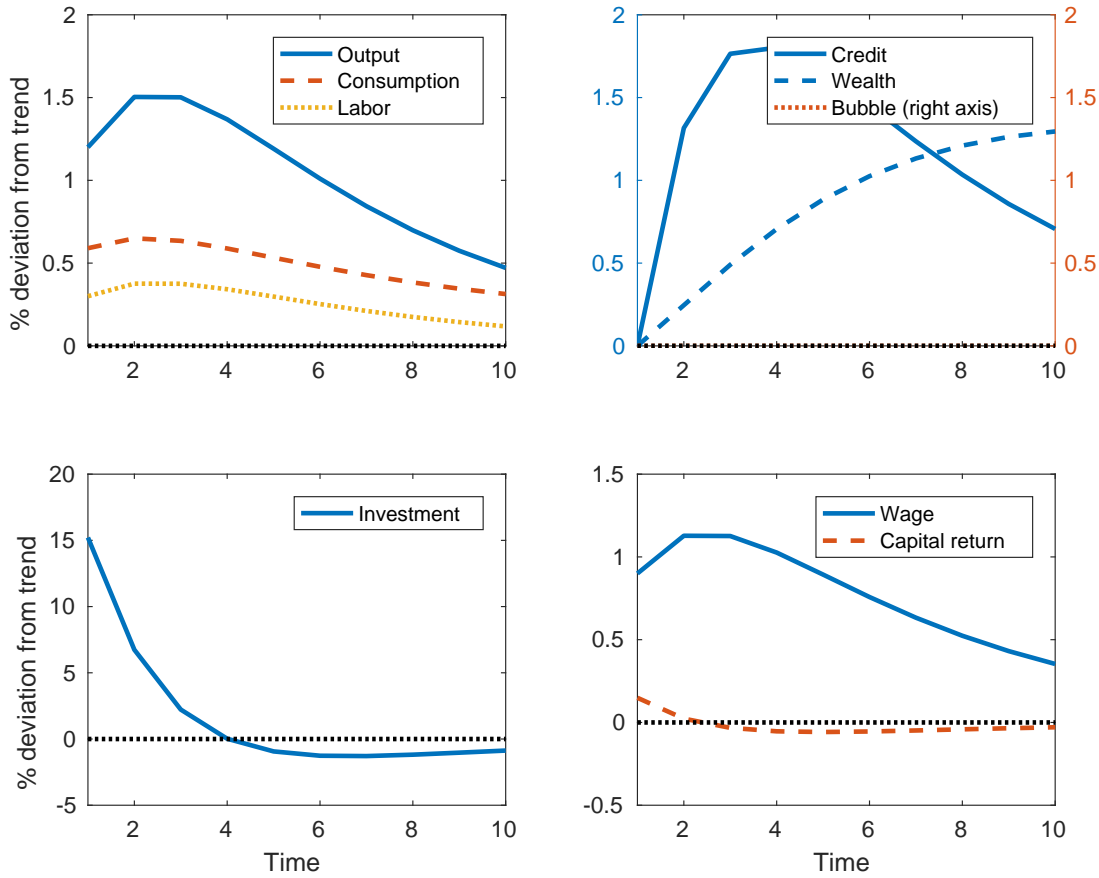 2
1.5
1
0.5
0
% deviation from trend
Output
Consumption
Labor
2 4 6 8 10
2
1.5
1
0.5
0
Credit
Wealth
Bubble (right axis)
2
1.5
1
0.5
0
2 4 6 8 10
20
15
10
5
0
-5
% deviation from trend
Investment
2 4 6 8 10
Time
1.5
1
0.5
0
-0.5
Wage
Capital return
2 4 6 8 10
Time